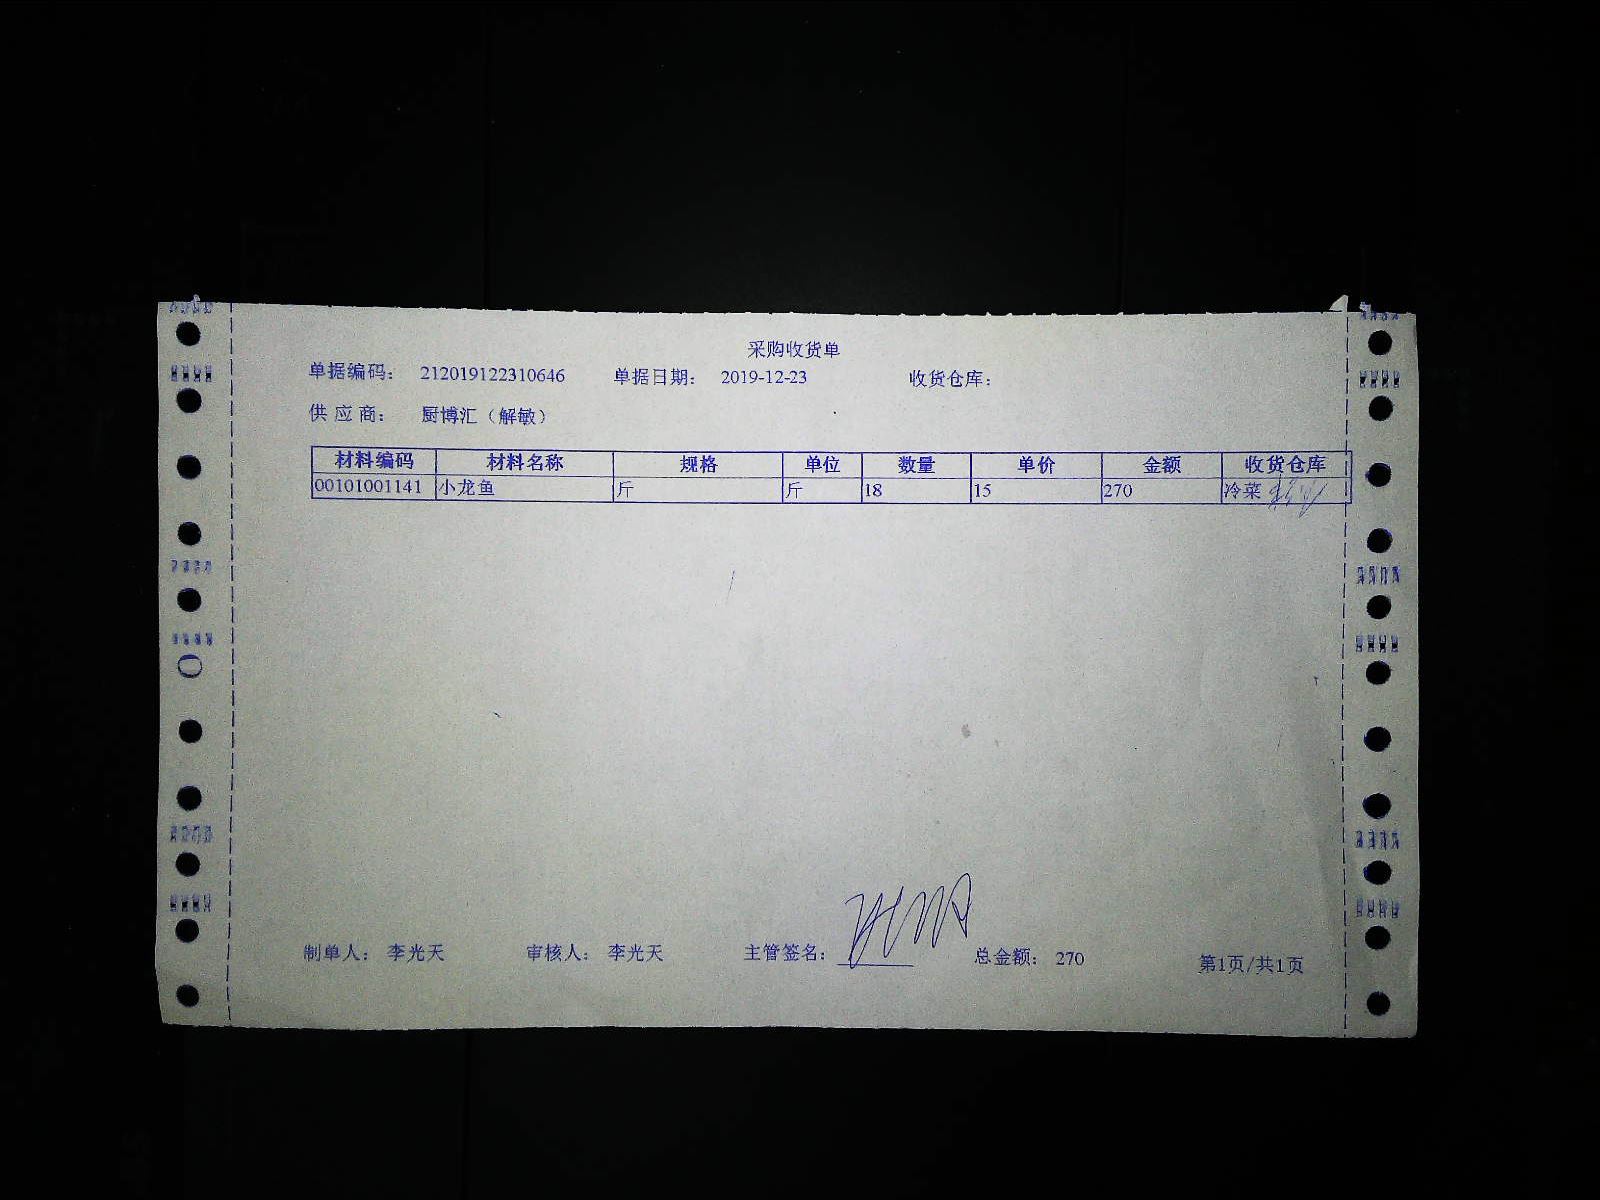 采购收货单
单据编码： 212019122310646 单据日期： 2019-12-23 收货仓库：
供 应 商： 厨博汇（解敏）
材料编码 材料名称 规格 单位 数量 单价 金额 收货仓库
00101001141 小龙鱼 斤 斤 18 15 270 冷菜
制单人： 李光天 审核人： 李光天 主管签名： 总金额： 270 第1页/共1页